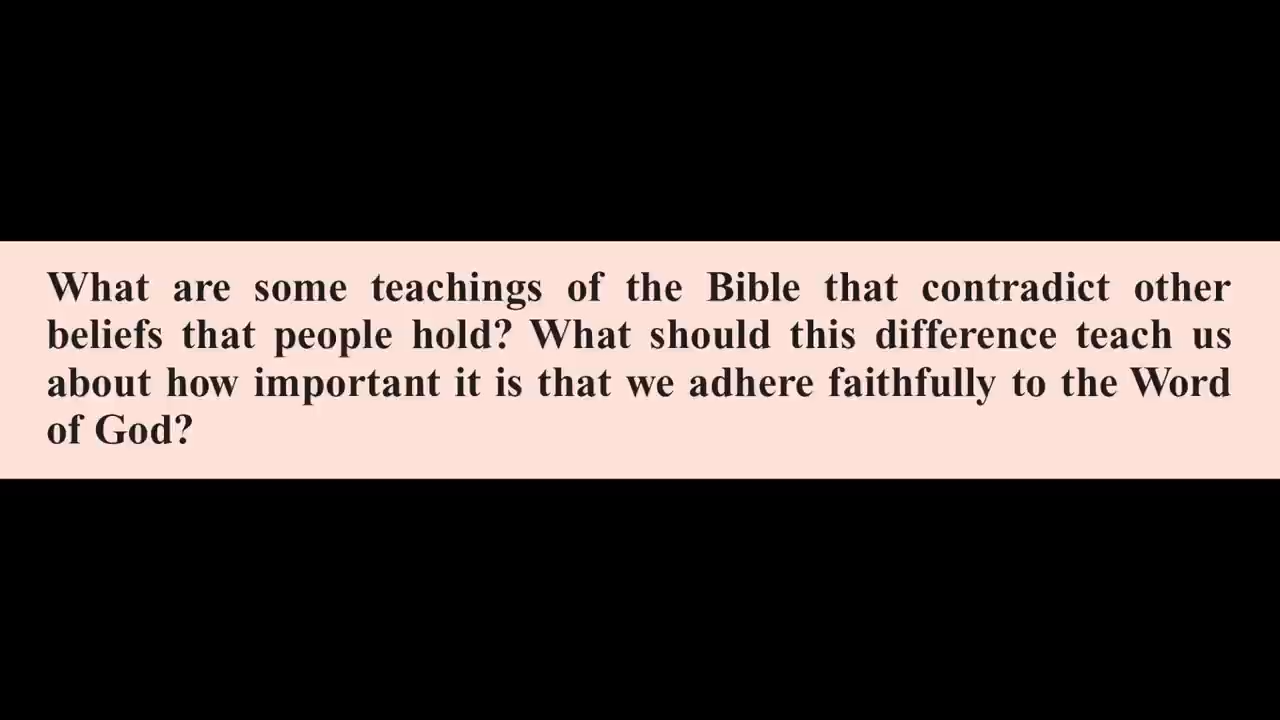 What are some teachings of the Bible that contradict other
beliefs that people hold? What should this difference teach us
about how important it is that we adhere faithfully to the Word
of God?